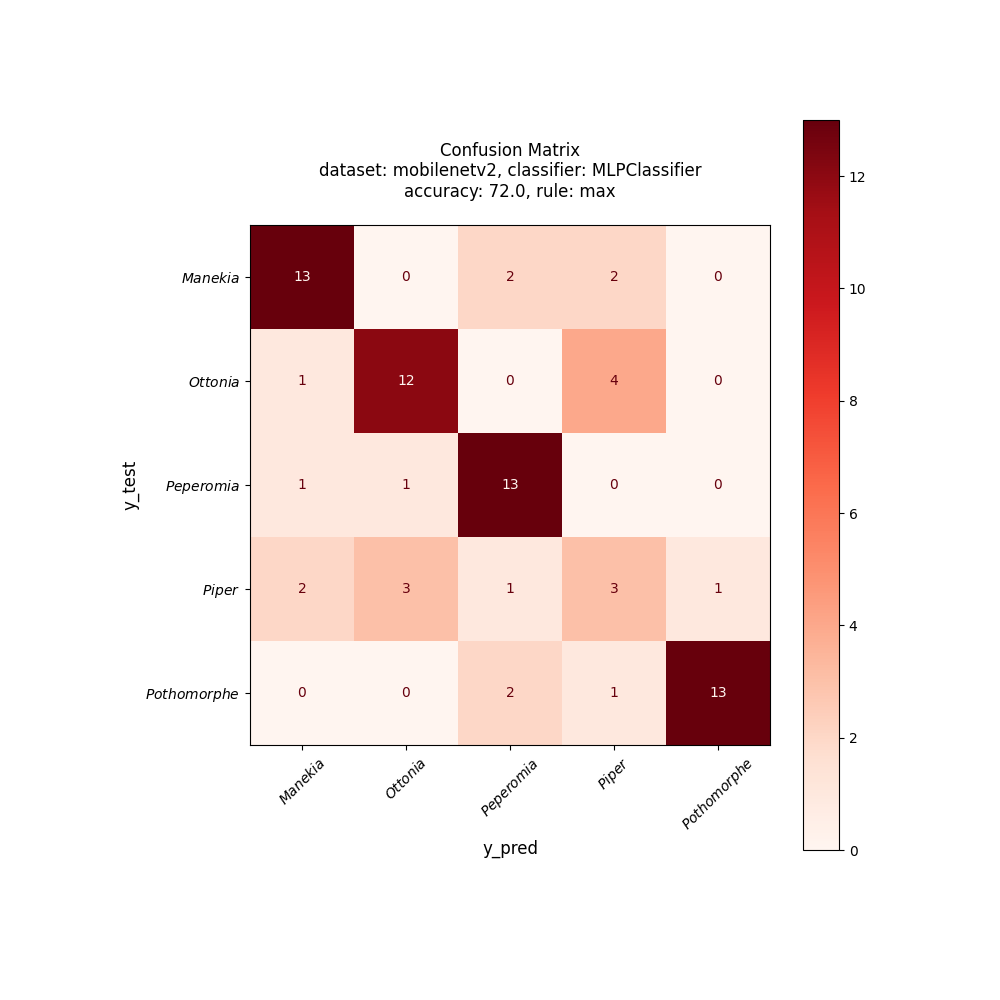 Confusion Matrix
dataset: mobilenetv2, classifier: MLPClassifier
accuracy: 72.0, rule: max
Manekia 13 0 2 2 0
Ottonia 1 12 0 4 0
Peperomia 1 1 13 0 0
Piper 2 3 1 3 1
Pothomorphe 0 0 2 1 13
y_test
Manekia Ottonia Peperomia Piper Pothomorphe
y_pred
12
10
8
6
4
2
0